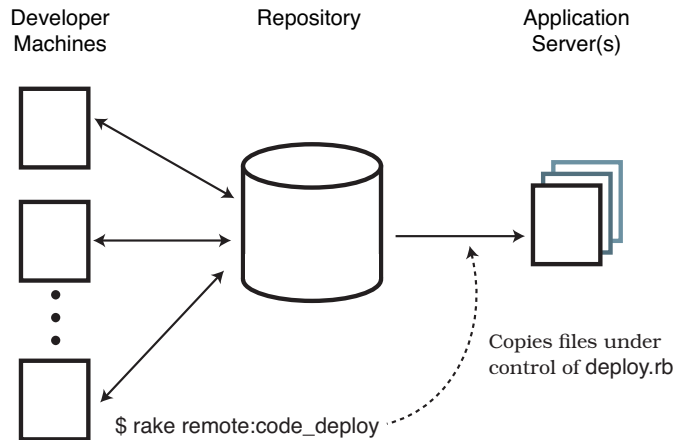 Developer
Machines
Repository
Application
Server(s)
Copies files under
control of deploy.rb
$ rake remote:code_deploy